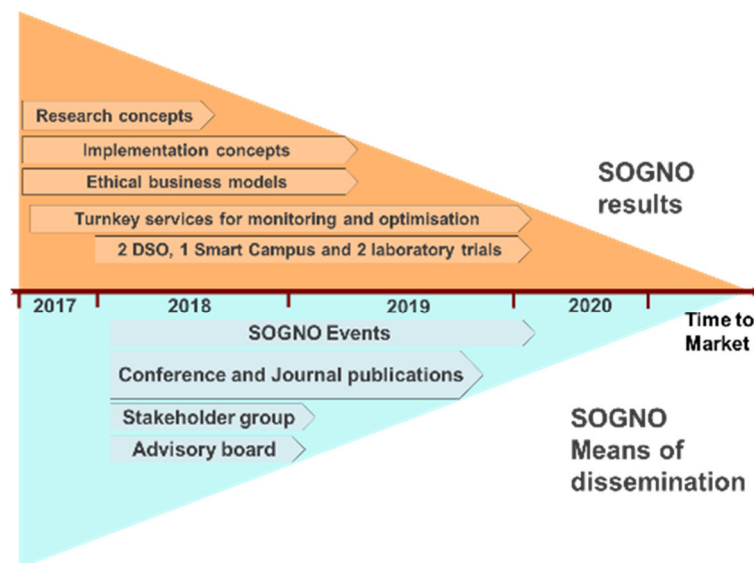 Research concepts
Implementation concepts
Ethical business models
Turnkey services for monitoring and optimisation
2 DSO, 1 Smart Campus and 2 laboratory trials
SOGNO
results
2017
2018
2019
2020
Time to
Market
SOGNO Events
Conference and Journal publications
Stakeholder group
Advisory board
SOGNO
Means of
dissemination